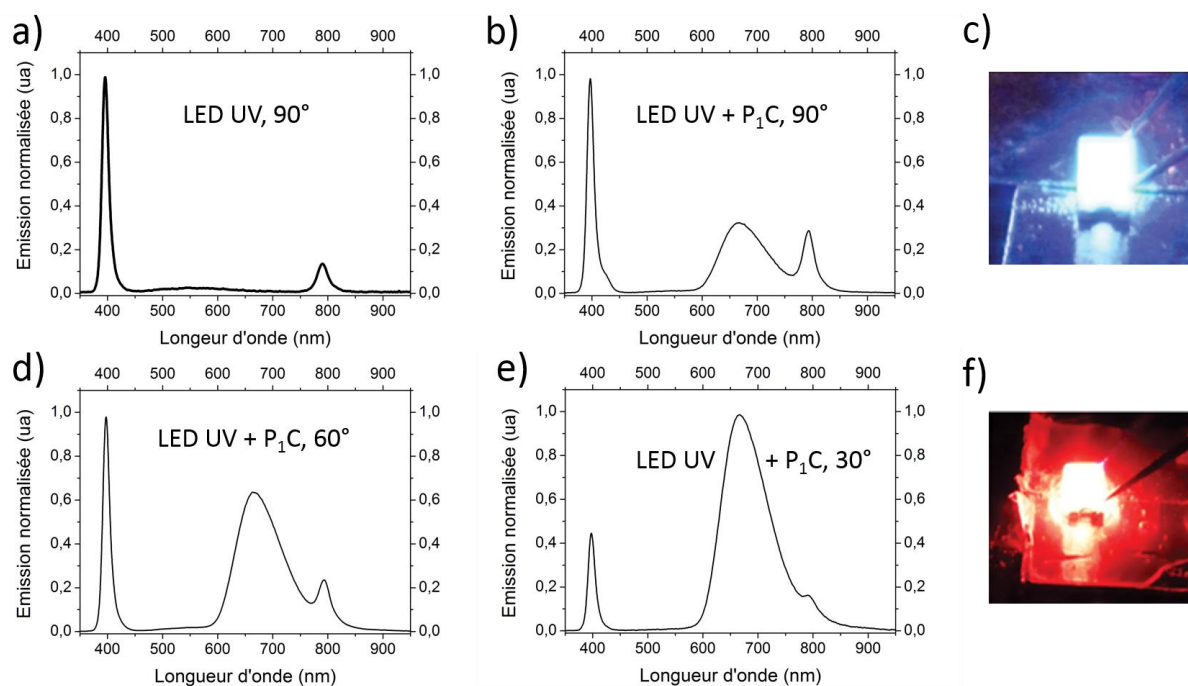 a)
400 500 600 700 800 900
1,0 1,0
0,8 0,8
0,6 0,6
0,4 0,4
0,2 0,2
0,0 0,0
400 500 600 700 800 900
Emission normalisée (ua)
LED UV, 90°
Longeur d'onde (nm)
b)
400 500 600 700 800 900
1,0 1,0
0,8 0,8
0,6 0,6
0,4 0,4
0,2 0,2
0,0 0,0
400 500 600 700 800 900
Emission normalisée (ua)
LED UV + P₁C, 90°
Longueur d'onde (nm)
c)
d)
400 500 600 700 800 900
1,0 1,0
0,8 0,8
0,6 0,6
0,4 0,4
0,2 0,2
0,0 0,0
400 500 600 700 800 900
Emission normalisée (ua)
LED UV + P₁C, 60°
Longueur d'onde (nm)
e)
400 500 600 700 800 900
1,0 1,0
0,8 0,8
0,6 0,6
0,4 0,4
0,2 0,2
0,0 0,0
400 500 600 700 800 900
Emission normalisée (ua)
LED UV + P₁C, 30°
Longueur d'onde (nm)
f)